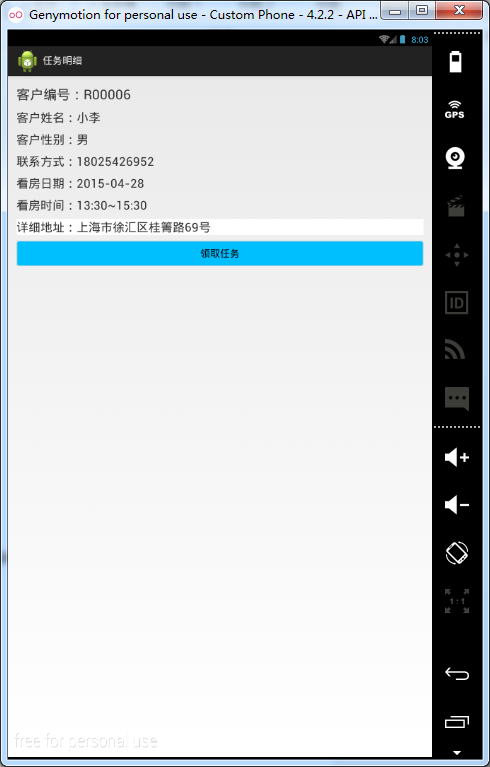 Genymotion for personal use - Custom Phone - 4.2.2 - API ...
8:03
任务明细
客户编号：R00006
客户姓名：小李
客户性别：男
联系方式：18025426952
看房日期：2015-04-28
看房时间：13:30~15:30
详细地址：上海市徐汇区桂箐路69号
领取任务
GPS
ID
1:1
free for personal use